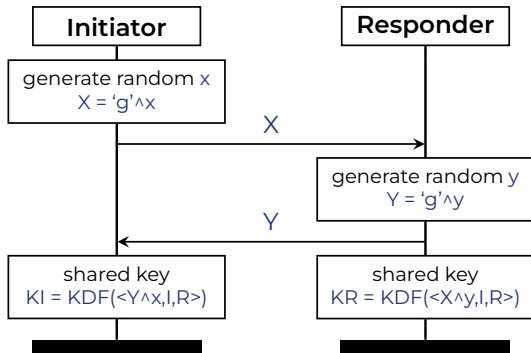 Initiator
Responder
generate random x
X = ‘g’^x
X
generate random y
Y = ‘g’^y
Y
shared key
KI = KDF(<Y^x,I,R>)
shared key
KR = KDF(<X^y,I,R>)